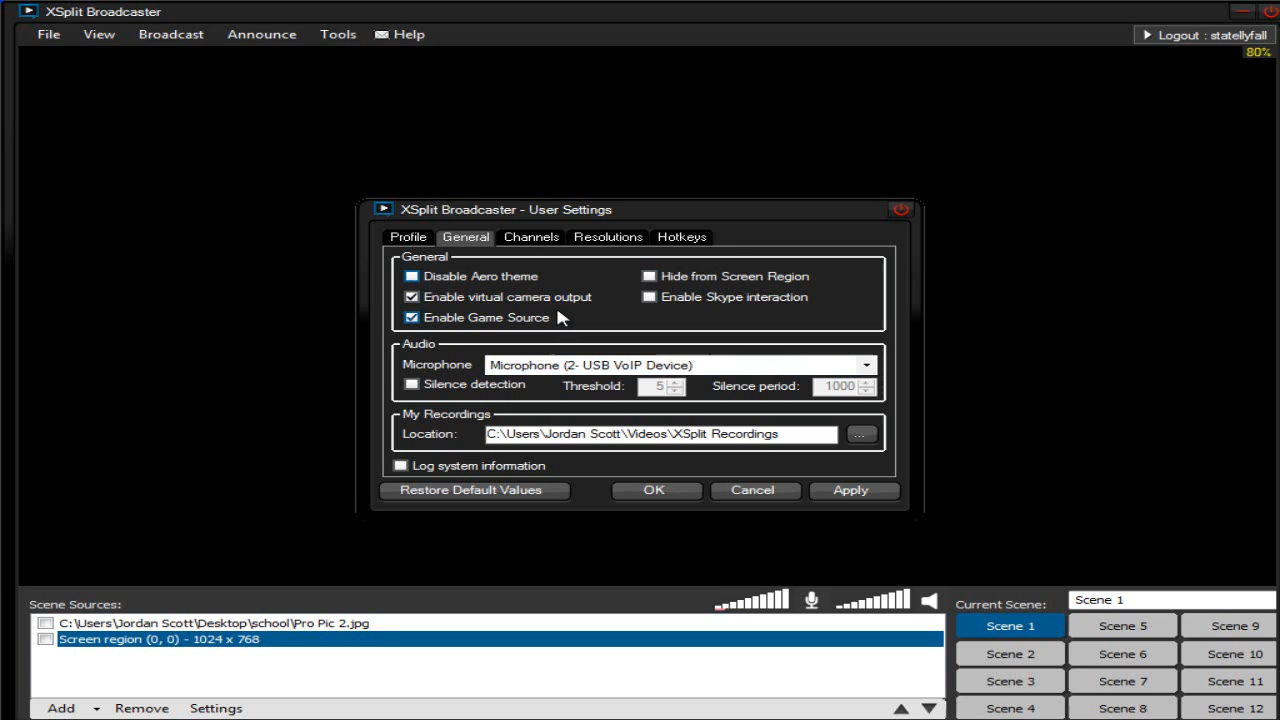 XSplit Broadcaster
File View Broadcast Announce Tools Help
Logout : statellyfall
80%
XSplit Broadcaster - User Settings
Profile General Channels Resolutions Hotkeys
General
Disable Aero theme Hide from Screen Region
Enable virtual camera output Enable Skype interaction
Enable Game Source
Audio
Microphone Microphone (2- USB VoIP Device)
Silence detection Threshold: 5 Silence period: 1000
My Recordings
Location: C:\Users\Jordan Scott\Videos\XSplit Recordings ...
Log system information
Restore Default Values OK Cancel Apply
Scene Sources:
C:\Users\Jordan Scott\Desktop\school\Pro Pic 2.jpg
Screen region (0, 0) - 1024 x 768
Add Remove Settings
Current Scene: Scene 1
Scene 1 Scene 5 Scene 9
Scene 2 Scene 6 Scene 10
Scene 3 Scene 7 Scene 11
Scene 4 Scene 8 Scene 12